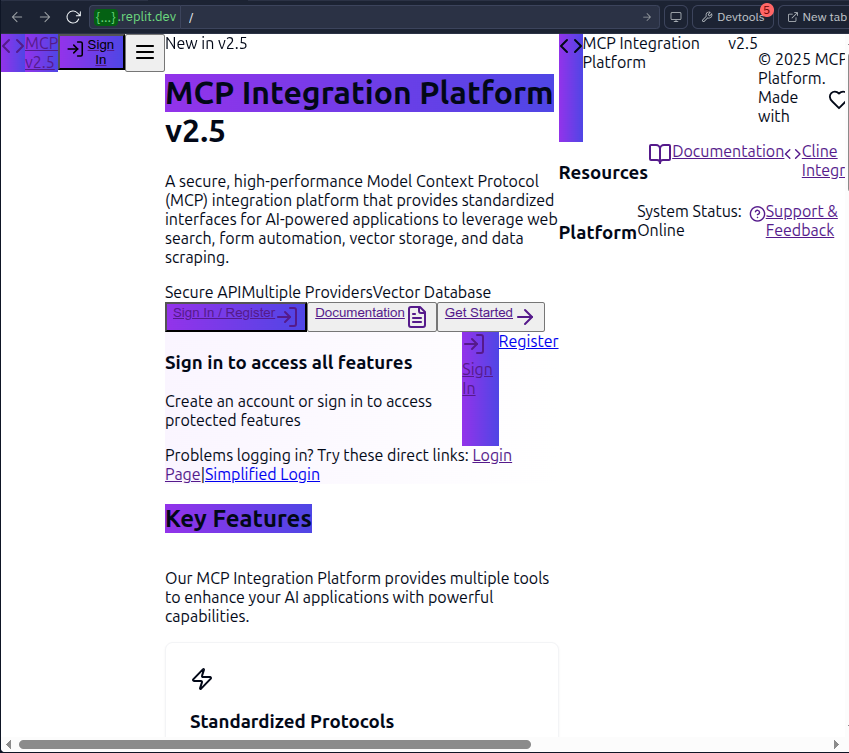 {...}.replit.dev /
Devtools 5
New tab
MCP
v2.5
Sign
In
New in v2.5
MCP Integration Platform
v2.5
A secure, high-performance Model Context Protocol
(MCP) integration platform that provides standardized
interfaces for AI-powered applications to leverage web
search, form automation, vector storage, and data
scraping.
Secure APIMultiple ProvidersVector Database
Sign In / Register
Documentation
Get Started
Sign in to access all features
Create an account or sign in to access
protected features
Sign
In
Register
Problems logging in? Try these direct links: Login
Page|Simplified Login
Key Features
Our MCP Integration Platform provides multiple tools
to enhance your AI applications with powerful
capabilities.
Standardized Protocols
MCP Integration
Platform
v2.5
© 2025 MCP
Platform.
Made
with
Resources
Documentation
Cline
Integr
Platform
System Status:
Online
Support &
Feedback